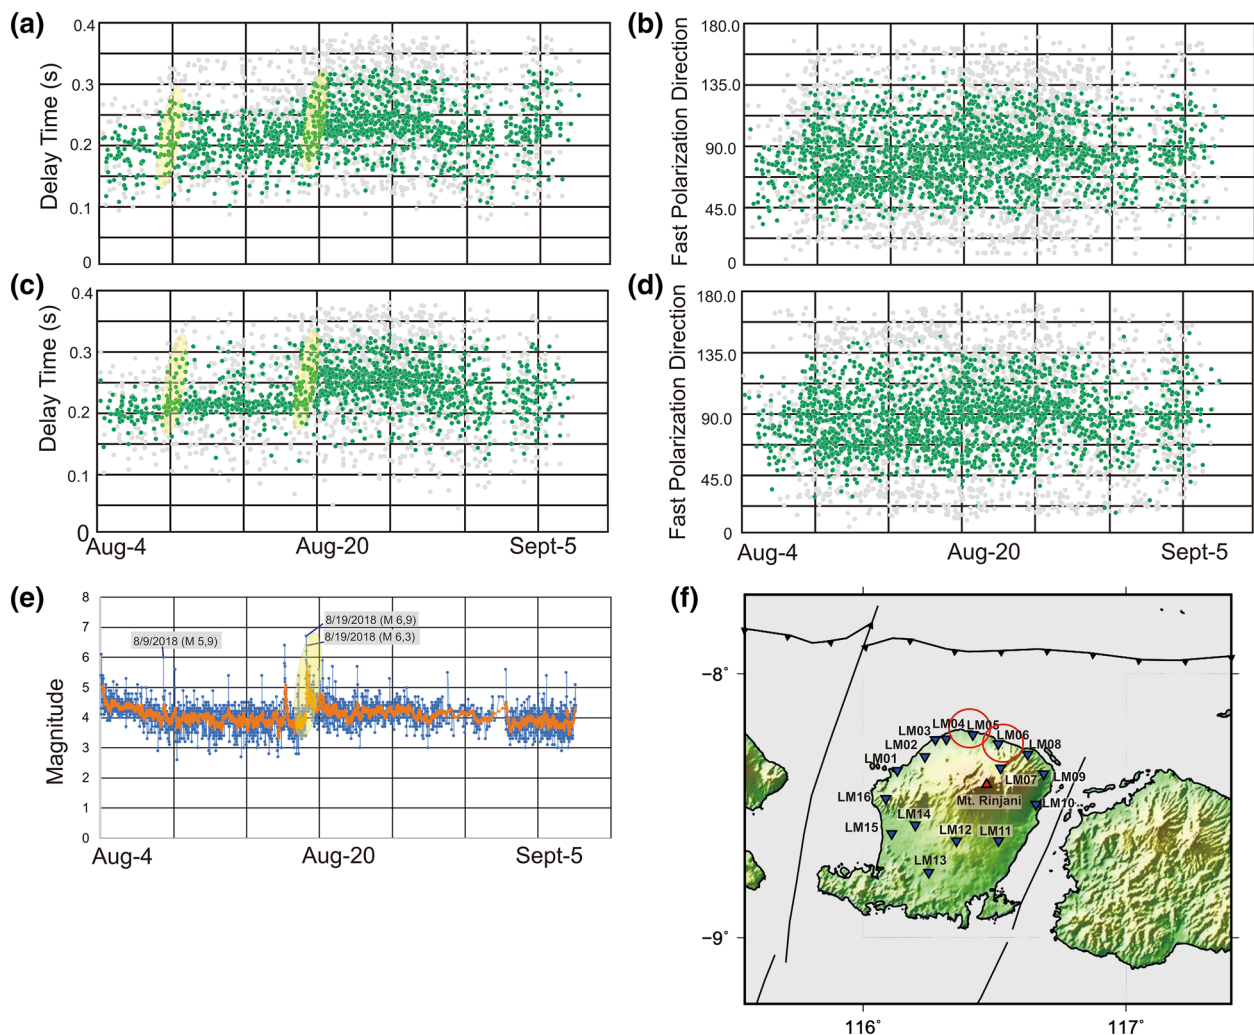 (a)
Delay Time (s)
0.4
0.3
0.2
0.1
0
(b)
Fast Polarization Direction
180.0
135.0
90.0
45.0
0
(c)
Delay Time (s)
0.4
0.3
0.2
0.1
0
Aug-4 Aug-20 Sept-5
(d)
Fast Polarization Direction
180.0
135.0
90.0
45.0
0
Aug-4 Aug-20 Sept-5
(e)
Magnitude
8
7
6
5
4
3
2
1
0
8/19/2018 (M 6,9)
8/9/2018 (M 5,9)
8/19/2018 (M 6,3)
Aug-4 Aug-20 Sept-5
(f)
−8°
−9°
LM04 LM05
LM03
LM06
LM02
LM08
LM01
LM07
LM09
Mt. Rinjani
LM16
LM10
LM14
LM15
LM12 LM11
LM13
116° 117°